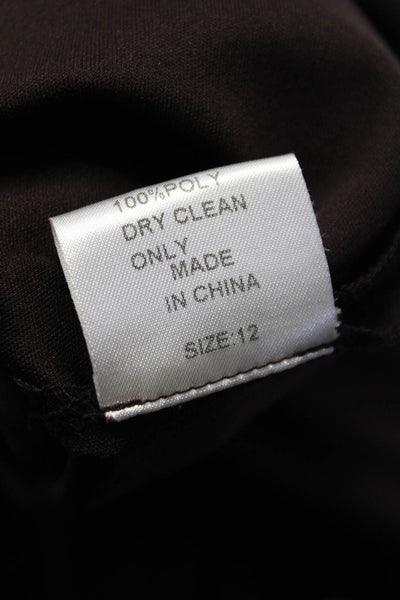 100%POLY
DRY CLEAN
ONLY
MADE
IN CHINA
SIZE:12